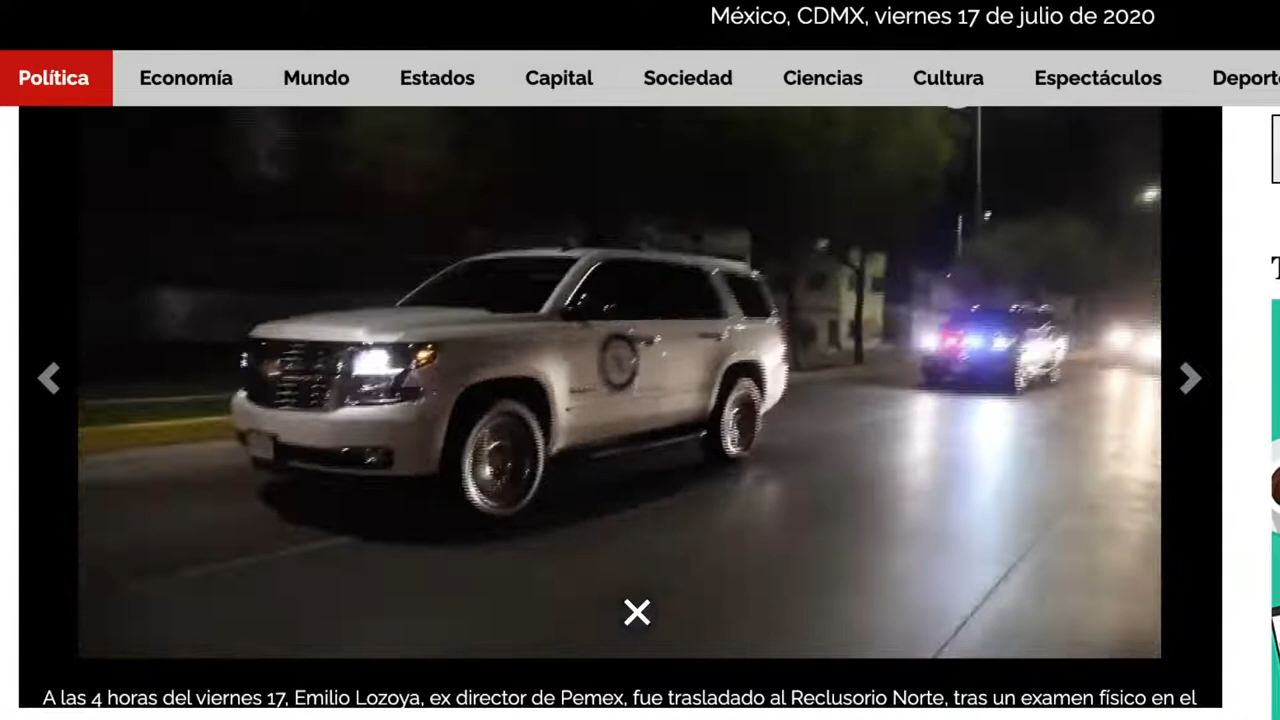 México, CDMX, viernes 17 de julio de 2020
Política Economía Mundo Estados Capital Sociedad Ciencias Cultura Espectáculos
A las 4 horas del viernes 17, Emilio Lozoya, ex director de Pemex, fue trasladado al Reclusorio Norte, tras un examen físico en el